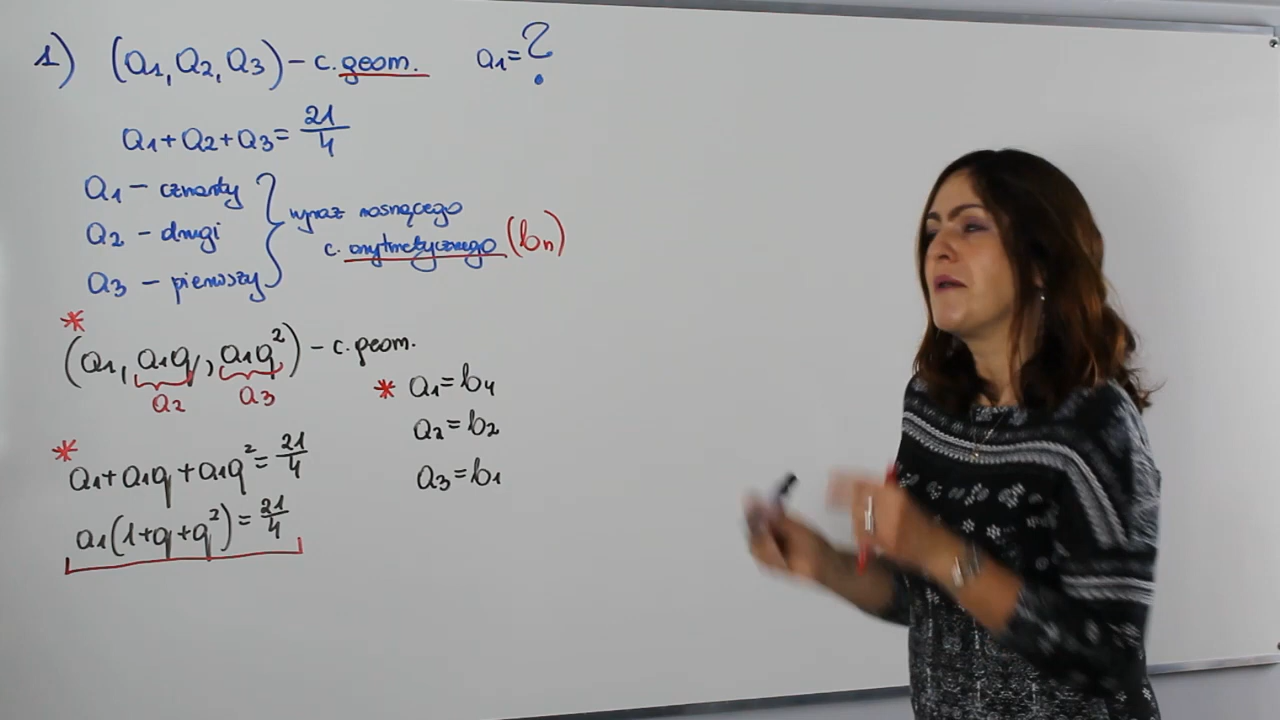 1) (a₁, a₂, a₃) – c. geom. a₁ = ?
a₁ + a₂ + a₃ = 21/4
a₁ – czwarty
a₂ – drugi
a₃ – pierwszy
} wyraz rosnącego
c. arytmetycznego (bₙ)
*
(a₁, a₁q, a₁q²) – c. geom.
a₂ a₃
* a₁ = b₄
a₂ = b₂
a₃ = b₁
*
a₁ + a₁q + a₁q² = 21/4
a₁(1 + q + q²) = 21/4